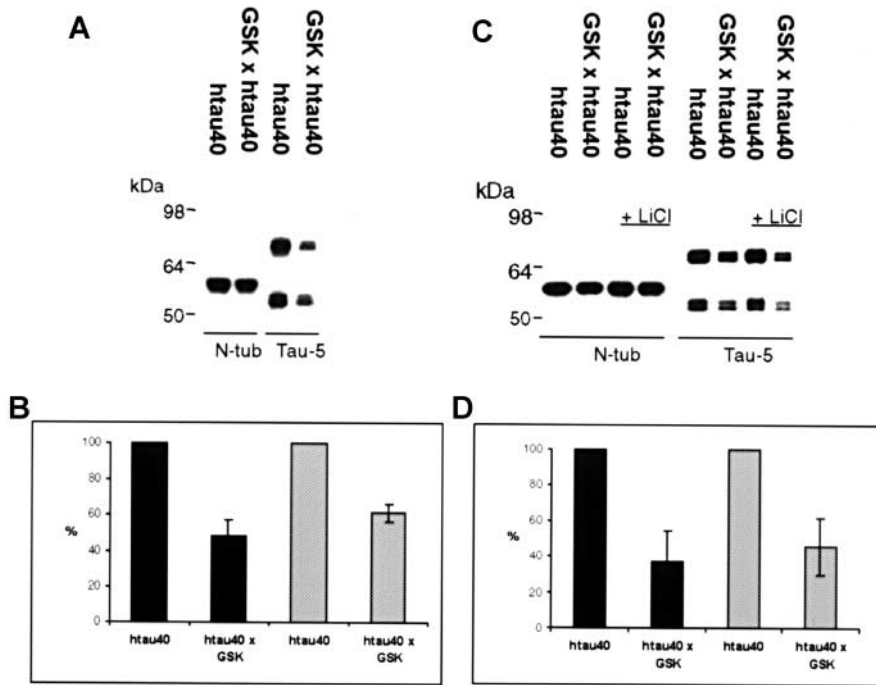 A
htau40
GSK x htau40
htau40
GSK x htau40
kDa
98
64
50
N-tub
Tau-5
C
htau40
GSK x htau40
htau40
GSK x htau40
htau40
GSK x htau40
htau40
GSK x htau40
kDa
98
64
50
+ LiCl
+ LiCl
N-tub
Tau-5
B
100
80
60
40
20
0
%
htau40
htau40 x
GSK
htau40
htau40 x
GSK
D
100
80
60
40
20
0
%
htau40
htau40 x
GSK
htau40
htau40 x
GSK